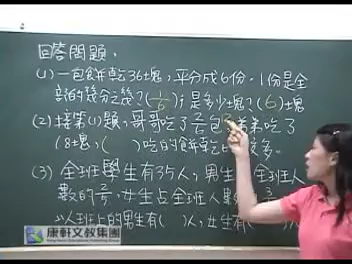 回答問題。
(1) 一包餅乾36塊，平分成6份。1份是全
部的幾分之幾？(1/6)；是多少塊？(6)塊
(2) 接第(1)題，哥哥吃了2/6包，弟弟吃了
18塊，(　)吃的餅乾比較多。
(3) 全班學生有35人，男生 全班人
數的2/5，女生占全班人數 3
班上的男生有(　)人，女生有(
康軒文教集團